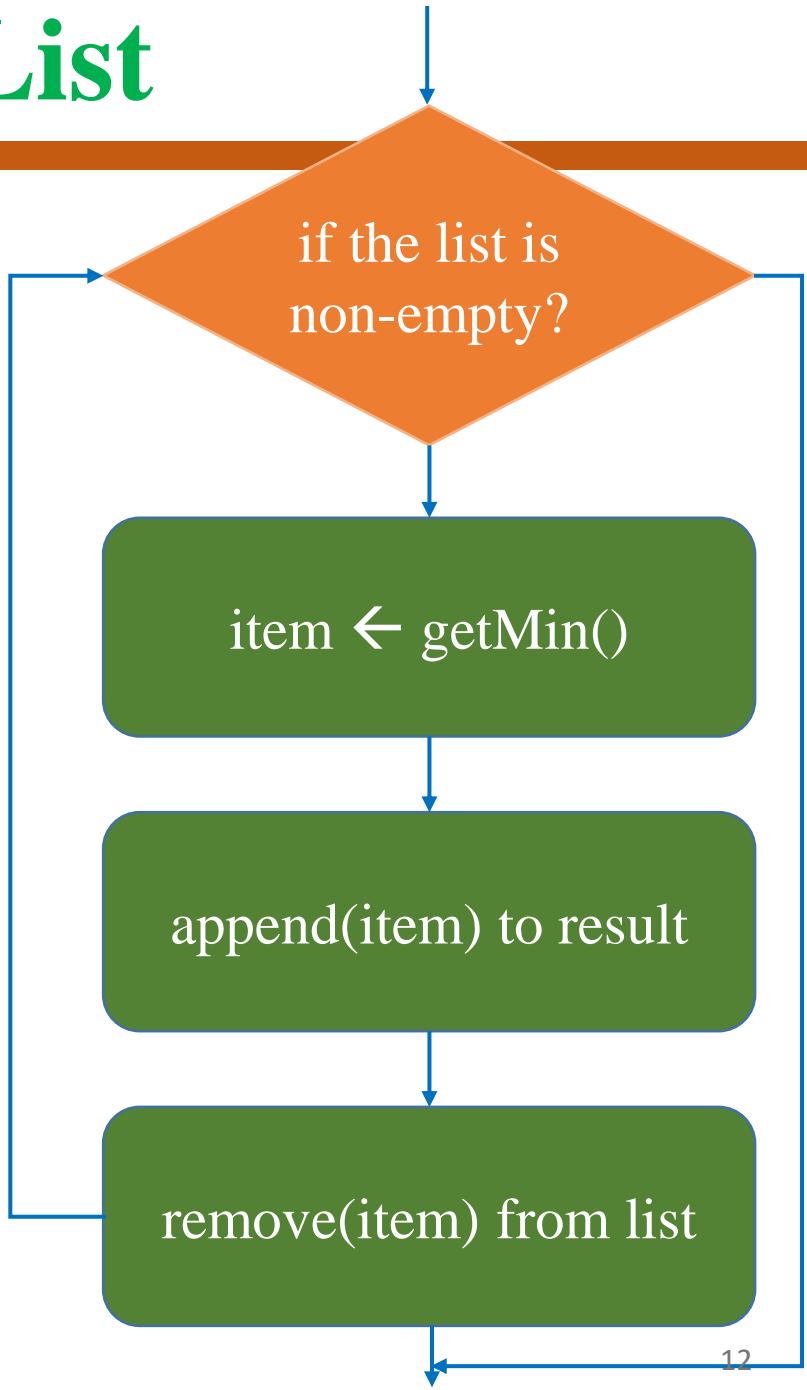 List
if the list is
non-empty?
item ← getMin()
append(item) to result
remove(item) from list
12